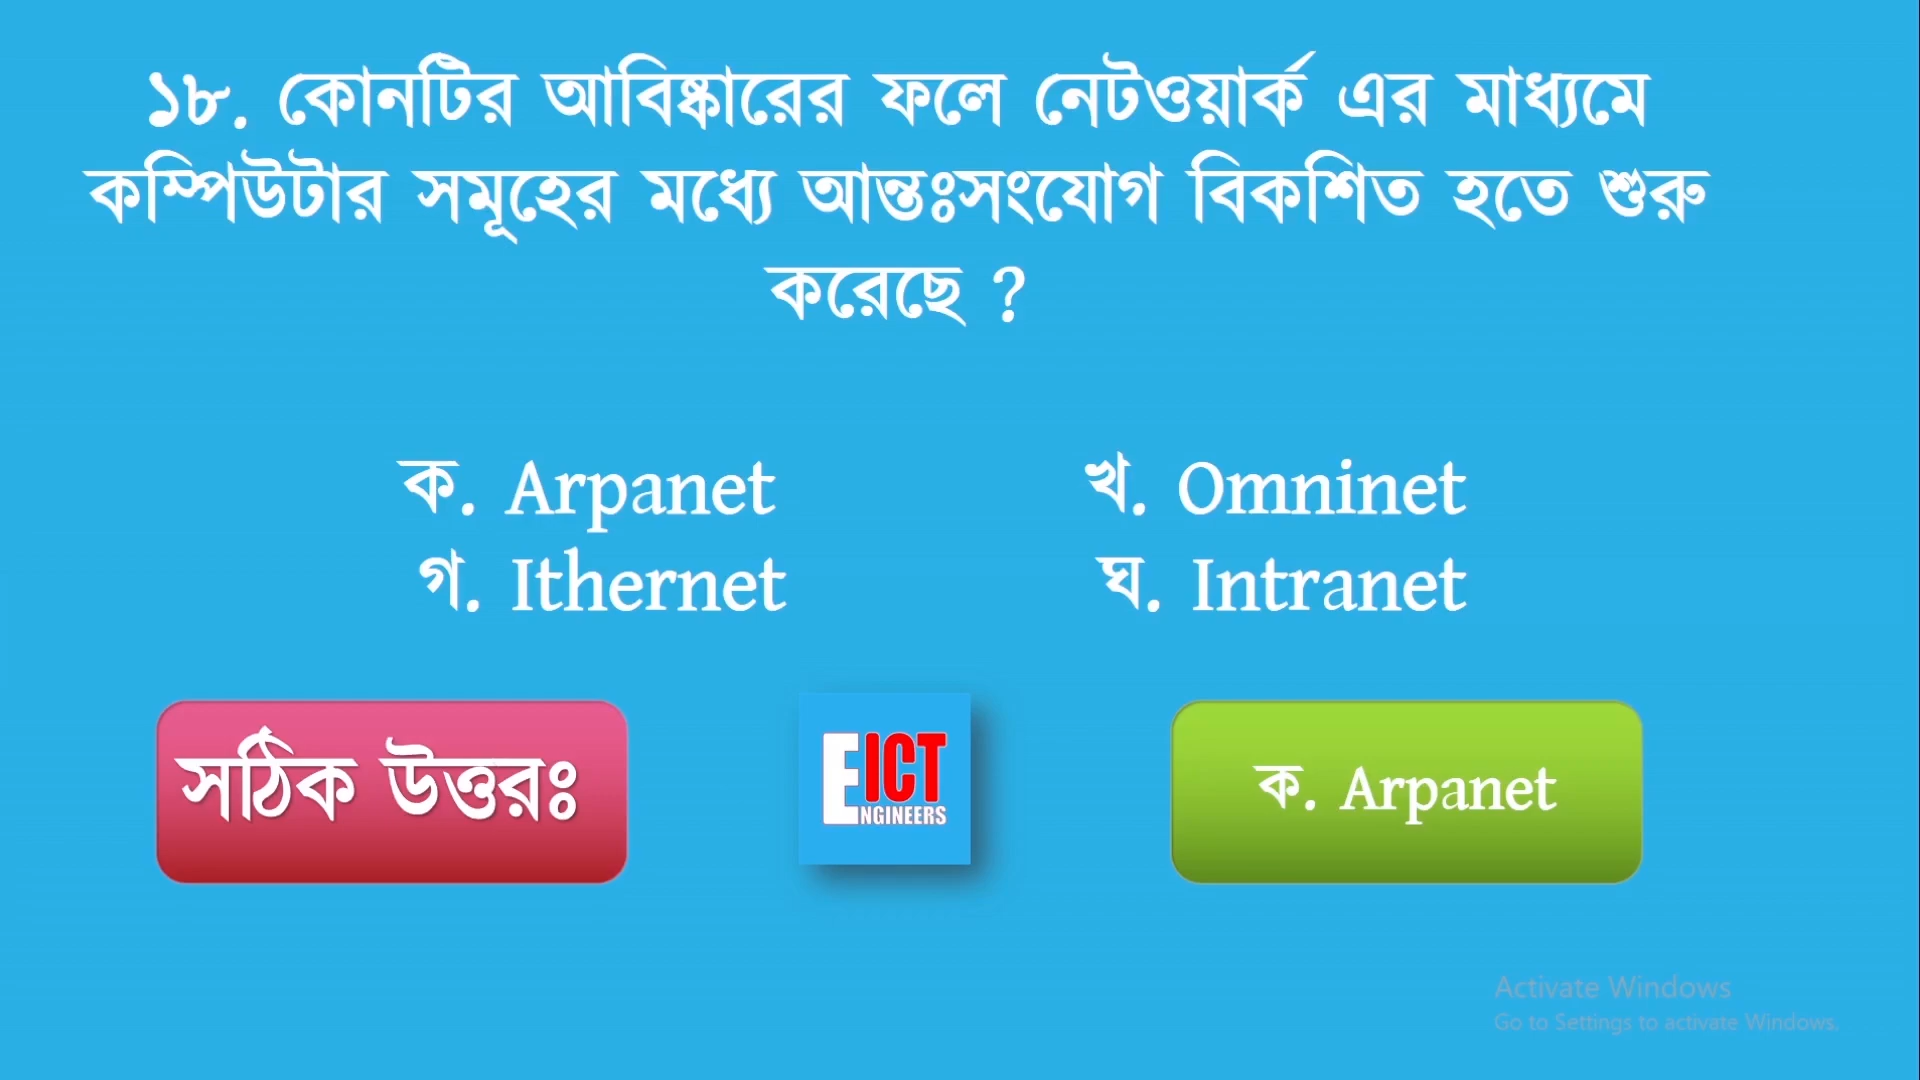 ১৮. কোনটির আবিষ্কারের ফলে নেটওয়ার্ক এর মাধ্যমে
কম্পিউটার সমূহের মধ্যে আন্তঃসংযোগ বিকশিত হতে শুরু
করেছে ?
ক. Arpanet খ. Omninet
গ. Ithernet ঘ. Intranet
সঠিক উত্তরঃ
EICT
NGINEERS
ক. Arpanet
Activate Windows
Go to Settings to activate Windows.